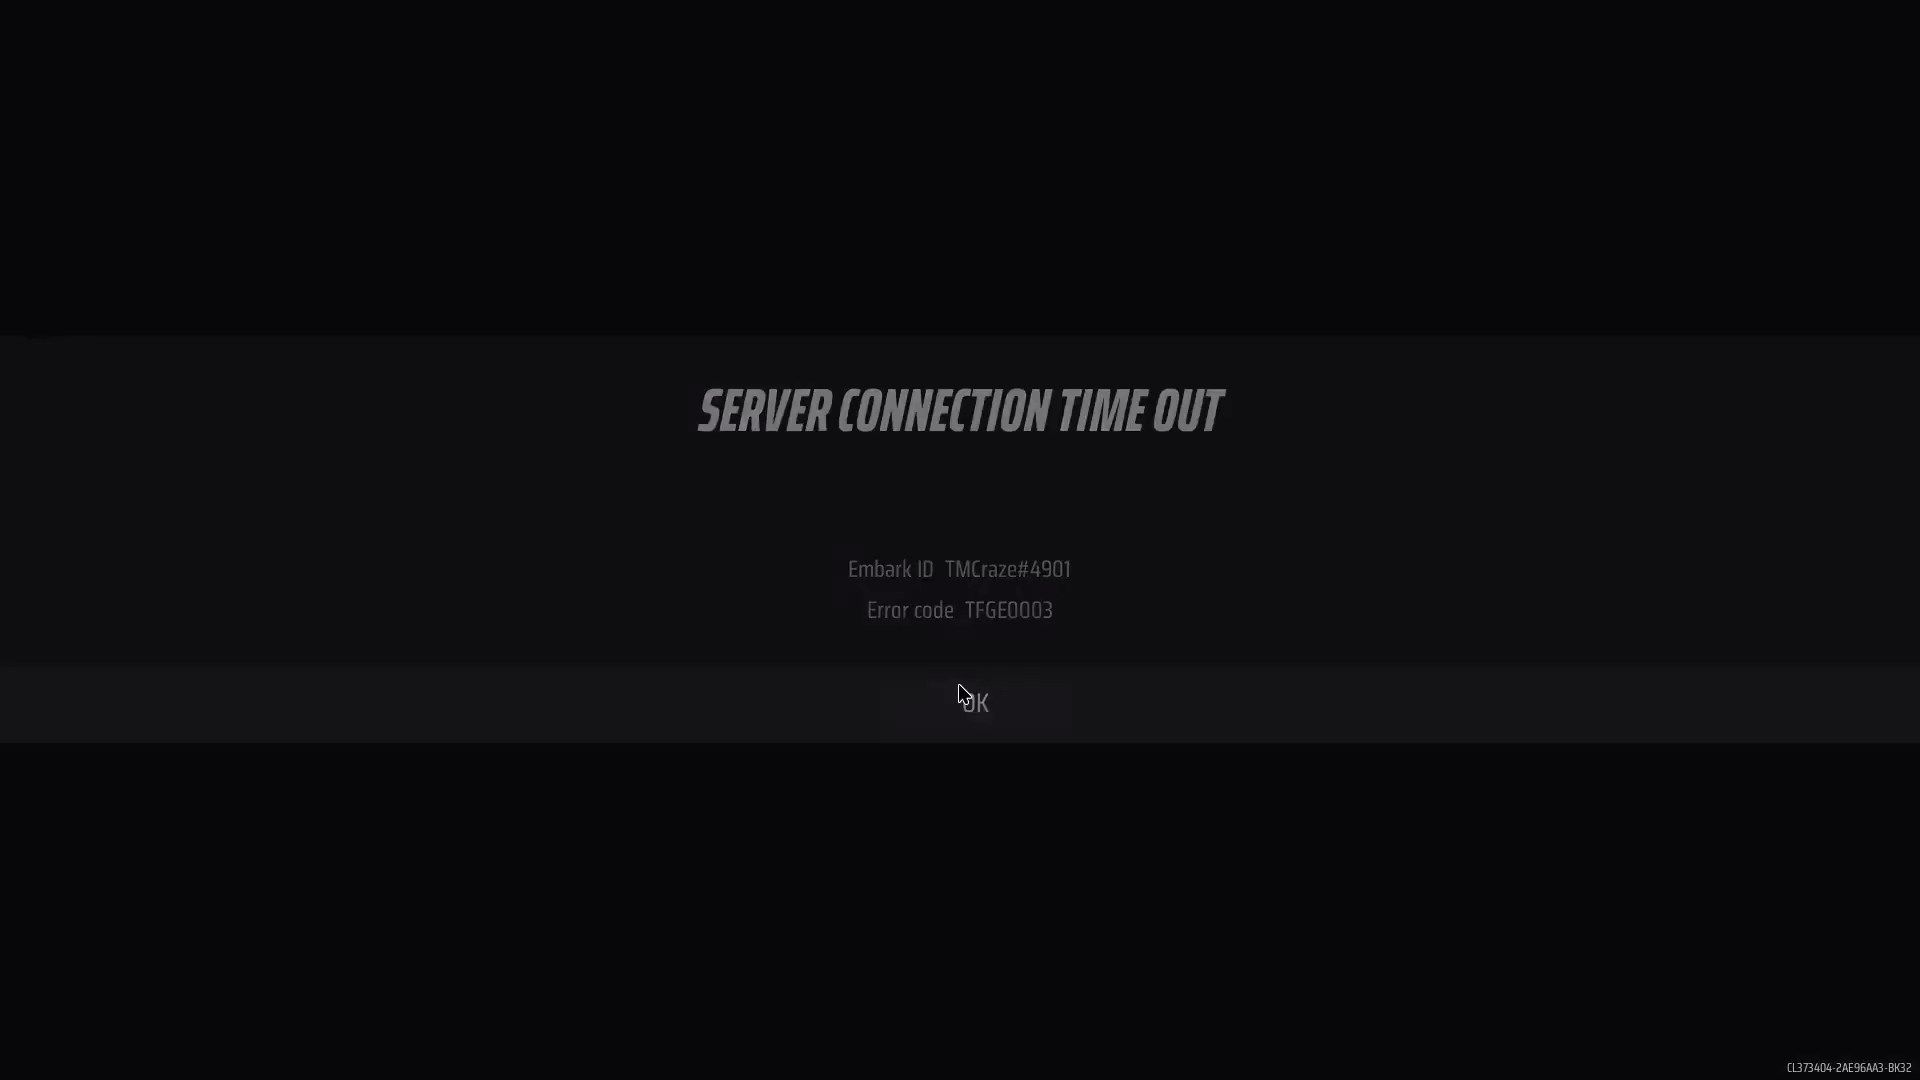 SERVER CONNECTION TIME OUT
Embark ID TMCraze#4901
Error code TFGE0003
OK
CL373404-2AE96AA3-BK32